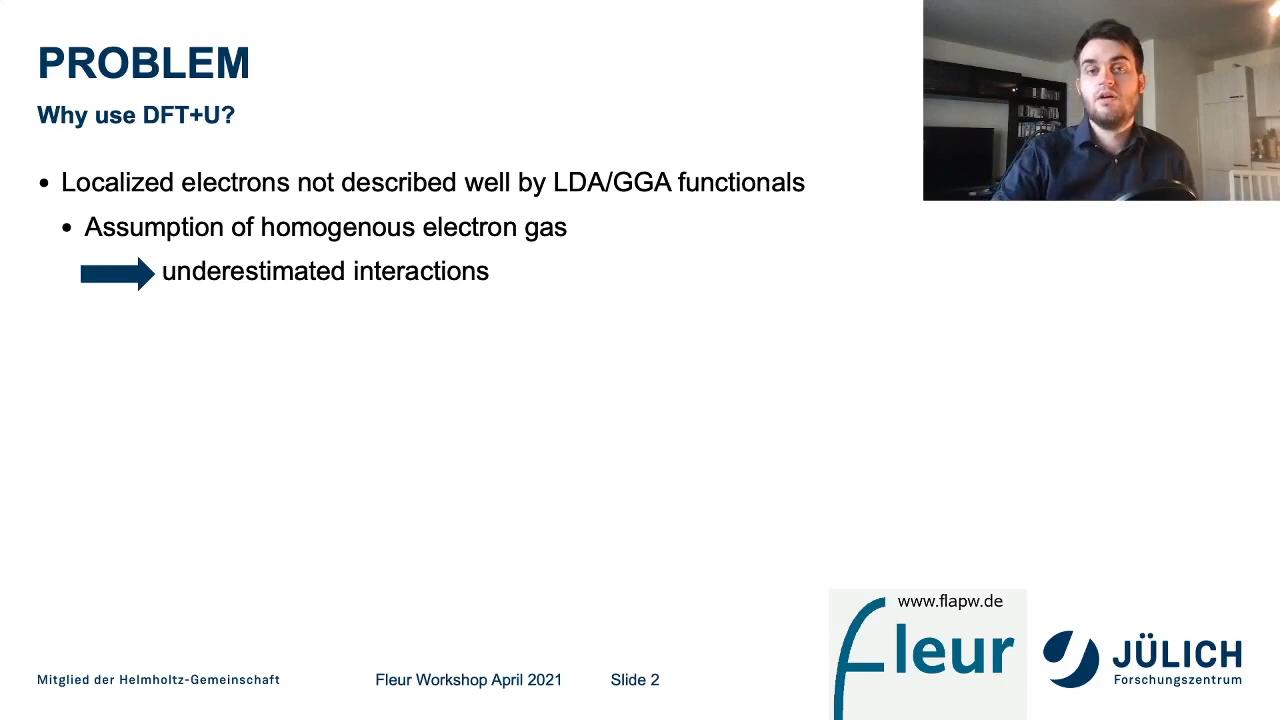 PROBLEM
Why use DFT+U?
• Localized electrons not described well by LDA/GGA functionals
• Assumption of homogenous electron gas
underestimated interactions
www.flapw.de
fleur
JÜLICH
Forschungszentrum
Mitglied der Helmholtz-Gemeinschaft
Fleur Workshop April 2021
Slide 2